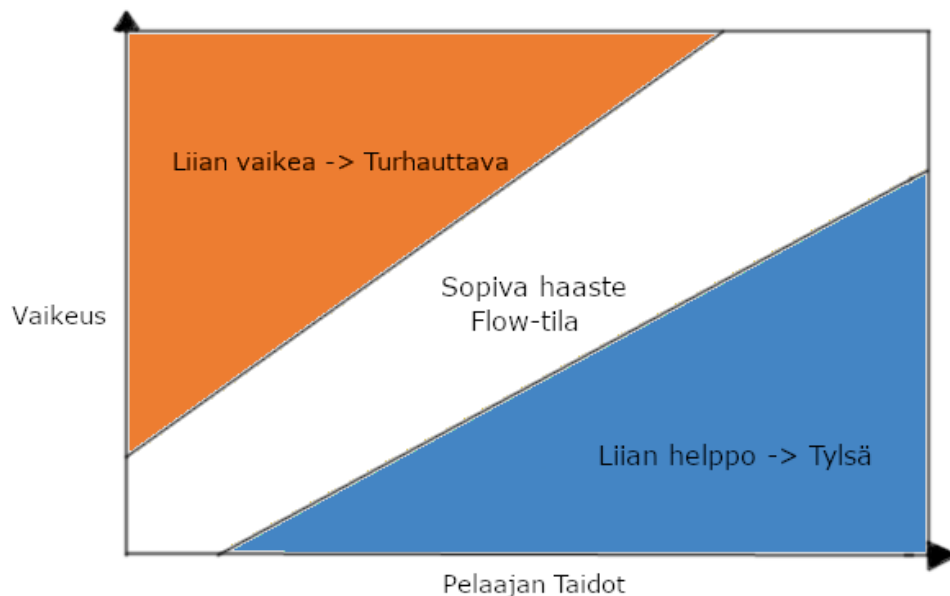 Liian vaikea -> Turhauttava
Sopiva haaste
Flow-tila
Vaikeus
Liian helppo -> Tylsä
Pelaajan Taidot